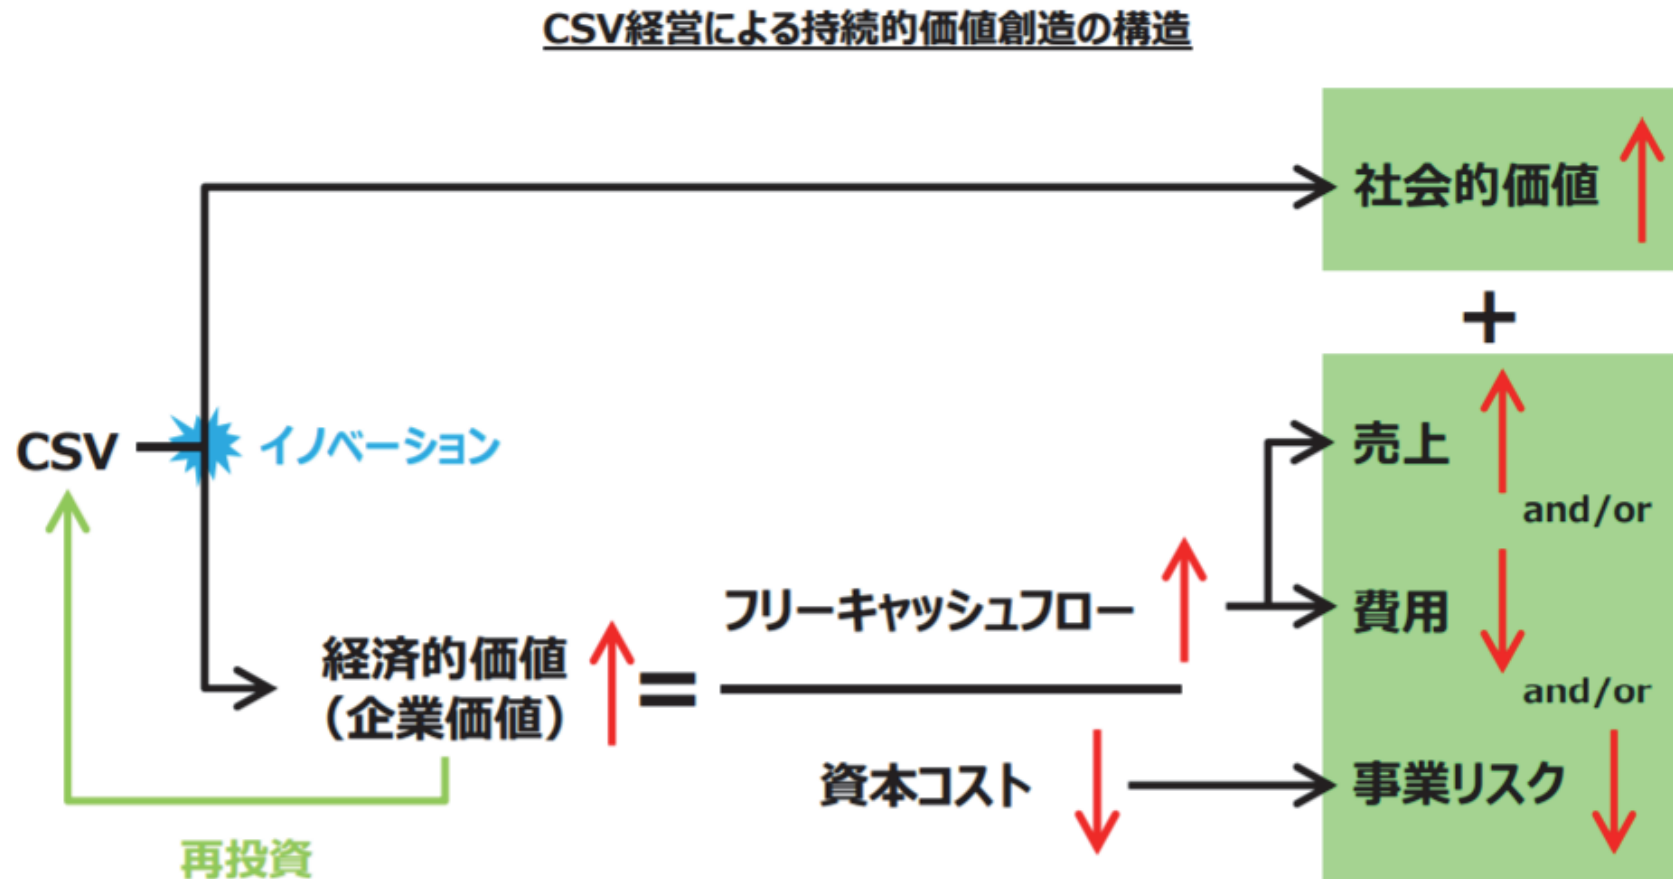 CSV経営による持続的価値創造の構造
社会的価値
+
CSV
イノベーション
売上
and/or
フリーキャッシュフロー
費用
経済的価値
(企業価値)
=
and/or
資本コスト
事業リスク
再投資